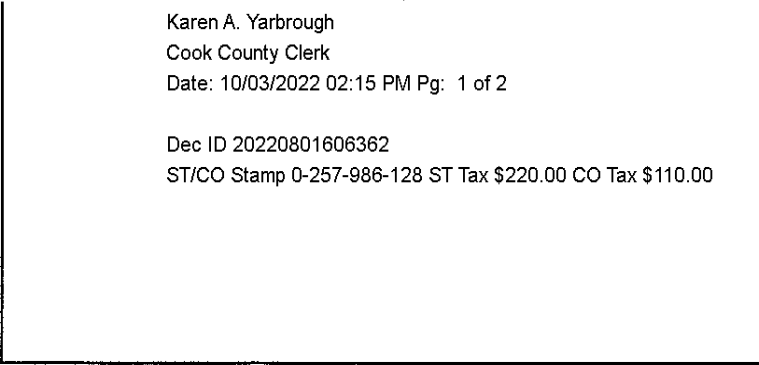 Karen A. Yarbrough
Cook County Clerk
Date: 10/03/2022 02:15 PM Pg: 1 of 2
Dec ID 20220801606362
ST/CO Stamp 0-257-986-128 ST Tax $220.00 CO Tax $110.00